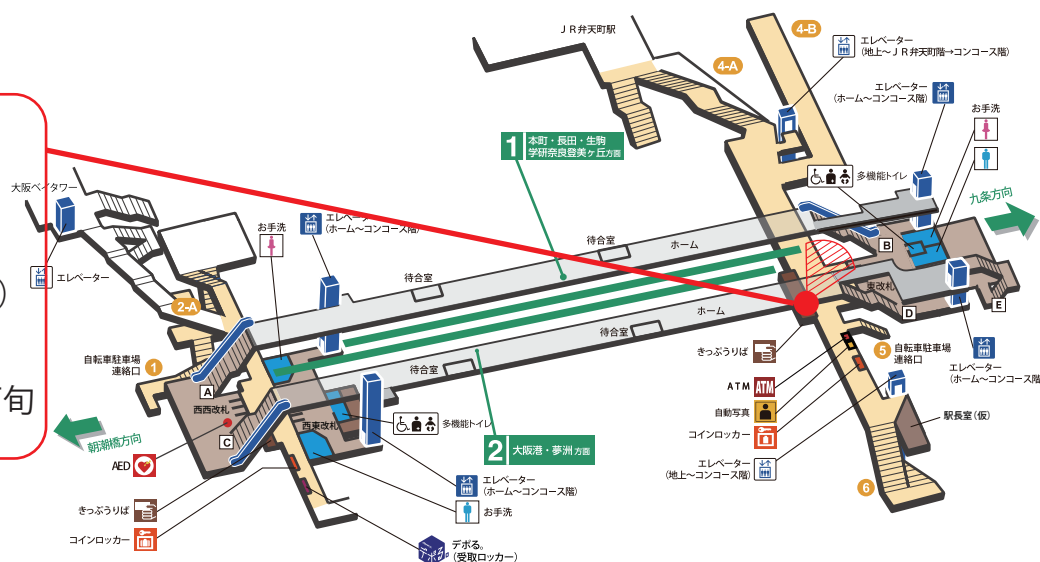 JR弁天町駅
4-B
4-A
エレベーター
(地上~JR弁天町階→コンコース階)
エレベーター
(ホーム~コンコース階)
お手洗
1
本町・長田・生駒
学研奈良登美ヶ丘方面
多機能トイレ
九条方向
大阪ベイタワー
お手洗
エレベーター
(ホーム~コンコース階)
待合室
ホーム
待合室
B
エレベーター
)
2-A
旬
東改札
D
E
ホーム
待合室
待合室
きっぷうりば
5
自転車駐車場
連絡口
1
自転車駐車場
連絡口
A
ATM
ATM
エレベーター
(ホーム~コンコース階)
自動写真
コインロッカー
駅長室(仮)
エレベーター
(地上~コンコース階)
6
西西改札
C
西東改札
多機能トイレ
朝潮橋方向
AED
2
大阪港・夢洲方面
エレベーター
(ホーム~コンコース階)
お手洗
きっぷうりば
コインロッカー
デポる。
デポる。
(受取ロッカー)